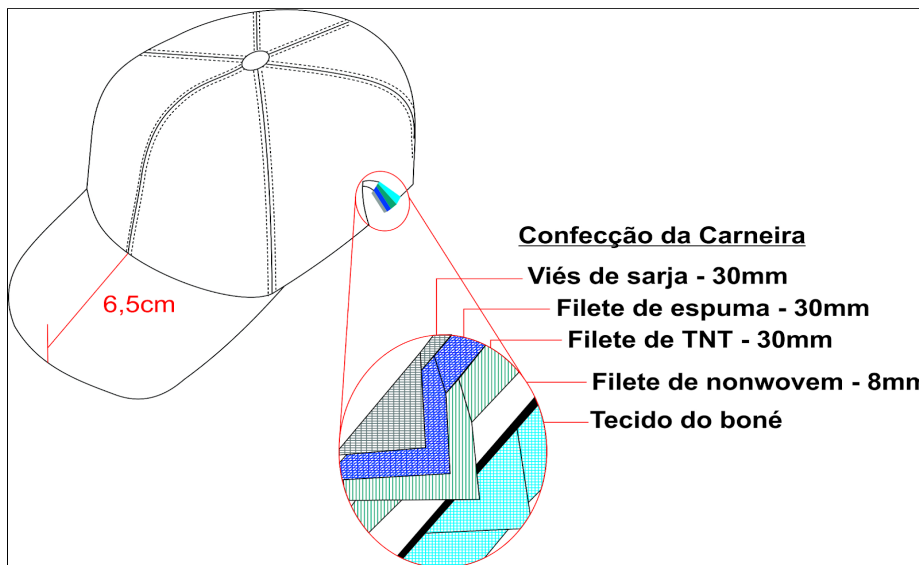 Confecção da Carneira
Viés de sarja - 30mm
6,5cm
Filete de espuma - 30mm
Filete de TNT - 30mm
Filete de nonwovem - 8mm
Tecido do boné